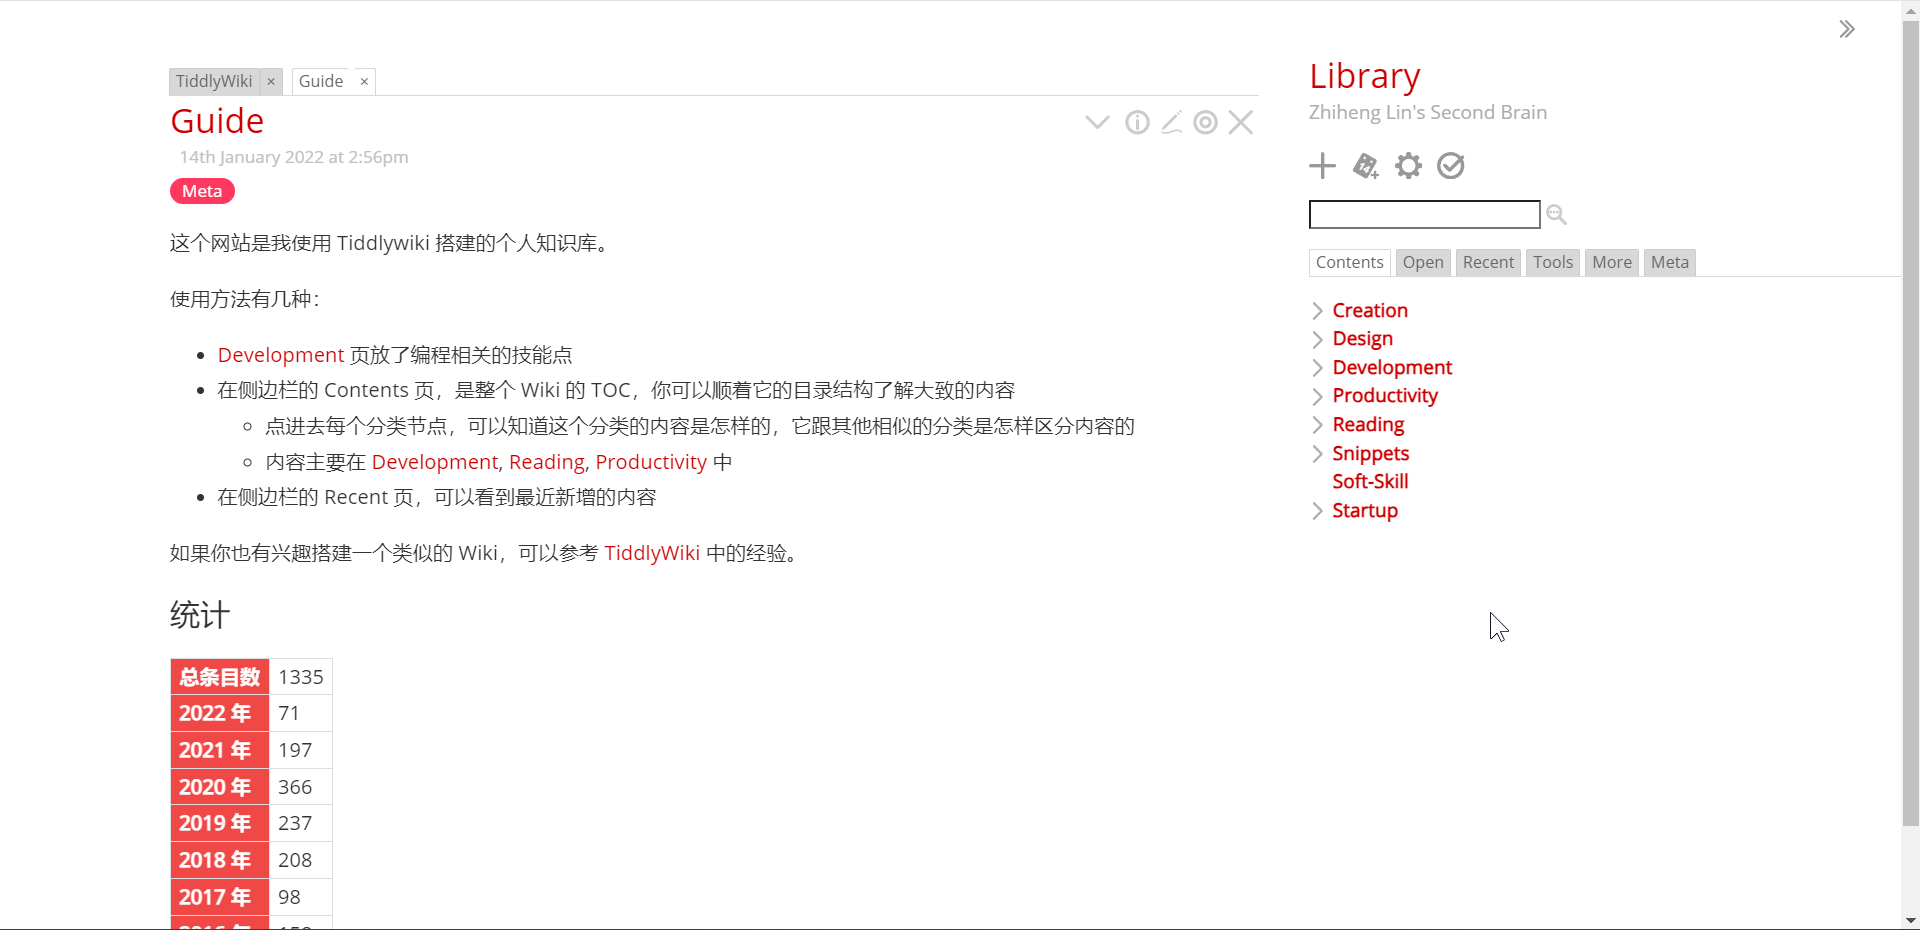 TiddlyWiki ×
Guide ×
Guide
14th January 2022 at 2:56pm
Meta
这个网站是我使用 Tiddlywiki 搭建的个人知识库。
使用方法有几种：
Development 页放了编程相关的技能点
在侧边栏的 Contents 页，是整个 Wiki 的 TOC，你可以顺着它的目录结构了解大致的内容
点进去每个分类节点，可以知道这个分类的内容是怎样的，它跟其他相似的分类是怎样区分内容的
内容主要在 Development, Reading, Productivity 中
在侧边栏的 Recent 页，可以看到最近新增的内容
如果你也有兴趣搭建一个类似的 Wiki，可以参考 TiddlyWiki 中的经验。
统计
总条目数 1335
2022 年 71
2021 年 197
2020 年 366
2019 年 237
2018 年 208
2017 年 98
Library
Zhiheng Lin's Second Brain
Contents Open Recent Tools More Meta
Creation
Design
Development
Productivity
Reading
Snippets
Soft-Skill
Startup